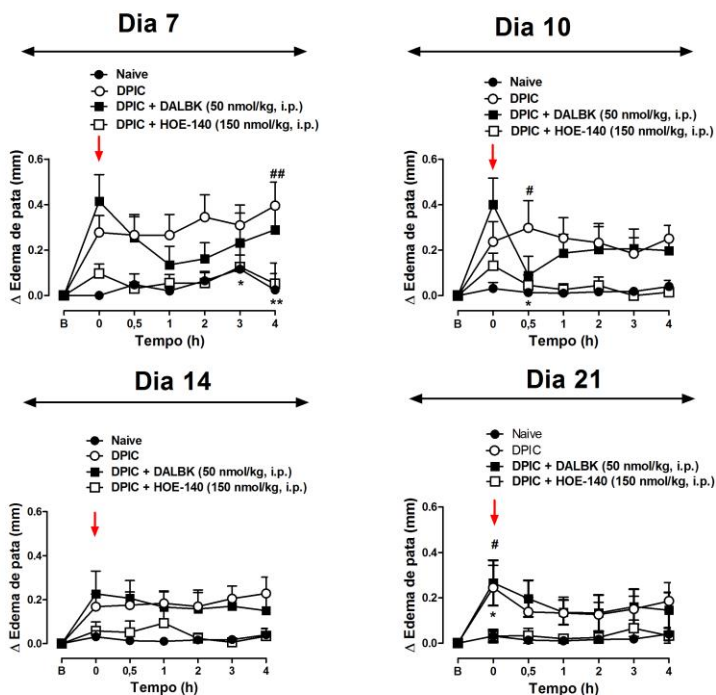 Dia 7
Naive
DPIC
DPIC + DALBK (50 nmol/kg, i.p.)
DPIC + HOE-140 (150 nmol/kg, i.p.)
Δ Edema de pata (mm)
0.6
0.4
0.2
0.0
##
*
**
B 0 0,5 1 2 3 4
Tempo (h)
Dia 10
Naive
DPIC
DPIC + DALBK (50 nmol/kg, i.p.)
DPIC + HOE-140 (150 nmol/kg, i.p.)
Δ Edema de pata (mm)
0.6
0.4
0.2
0.0
#
*
B 0 0,5 1 2 3 4
Tempo (h)
Dia 14
Naive
DPIC
DPIC + DALBK (50 nmol/kg, i.p.)
DPIC + HOE-140 (150 nmol/kg, i.p.)
Δ Edema de pata (mm)
0.6
0.4
0.2
0.0
B 0 0,5 1 2 3 4
Tempo (h)
Dia 21
Naive
DPIC
DPIC + DALBK (50 nmol/kg, i.p.)
DPIC + HOE-140 (150 nmol/kg, i.p.)
Δ Edema de pata (mm)
0.6
0.4
0.2
0.0
#
*
B 0 0,5 1 2 3 4
Tempo (h)